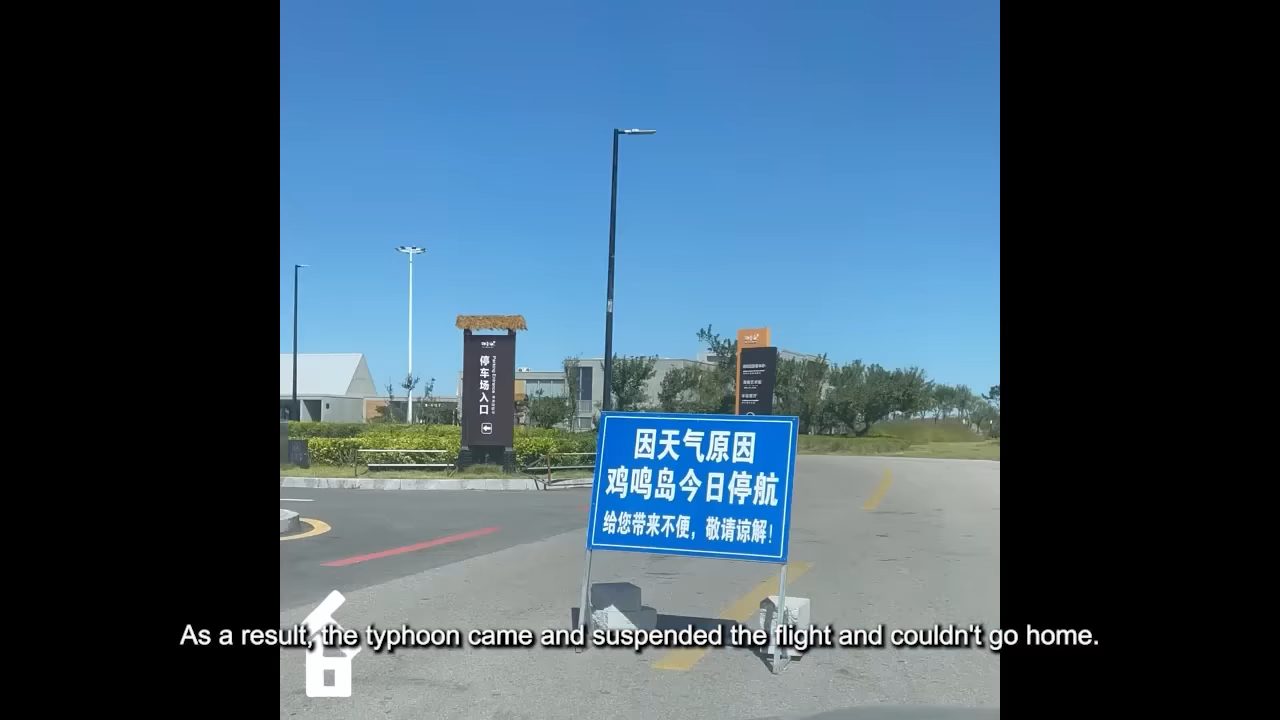 停车场入口
Parking Entrance
因天气原因
鸡鸣岛今日停航
给您带来不便，敬请谅解！
As a result, the typhoon came and suspended the flight and couldn't go home.